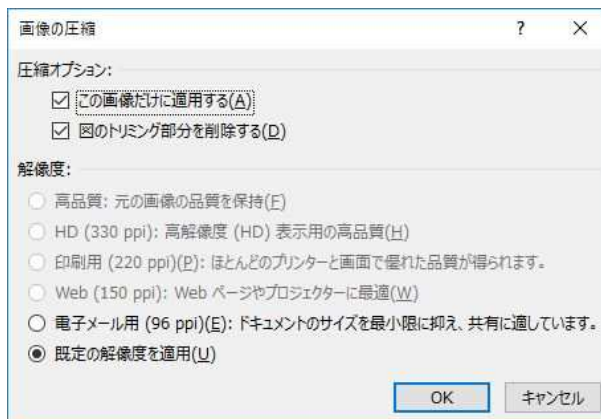 画像の圧縮
圧縮オプション:
この画像だけに適用する(A)
図のトリミング部分を削除する(D)
解像度:
高品質: 元の画像の品質を保持(F)
HD (330 ppi): 高解像度 (HD) 表示用の高品質(H)
印刷用 (220 ppi)(P): ほとんどのプリンターと画面で優れた品質が得られます。
Web (150 ppi): Web ページやプロジェクターに最適(W)
電子メール用 (96 ppi)(E): ドキュメントのサイズを最小限に抑え、共有に適しています。
既定の解像度を適用(U)
OK キャンセル